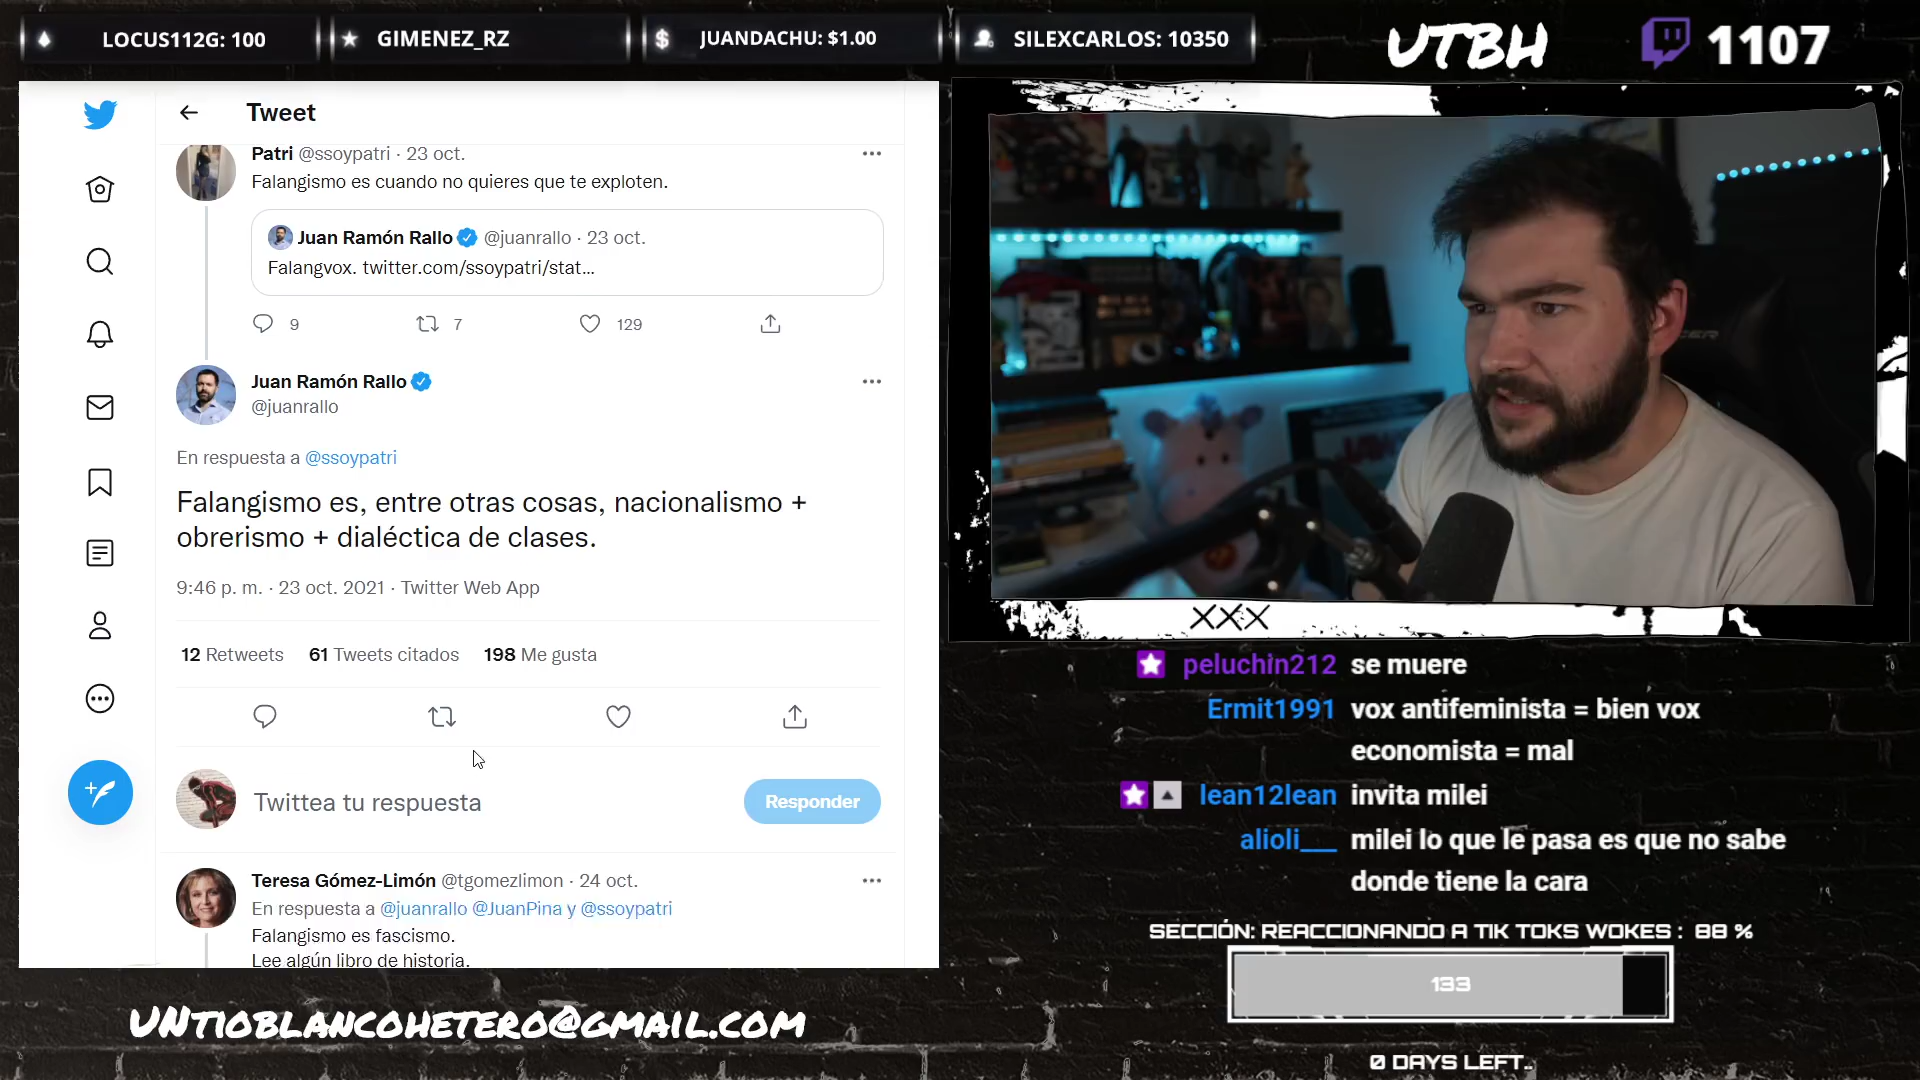 LOCUS112G: 100
GIMENEZ_RZ
$ JUANDACHU: $1.00
SILEXCARLOS: 10350
UTBH
1107
Tweet
Patri @ssoypatri · 23 oct.
Falangismo es cuando no quieres que te exploten.
Juan Ramón Rallo @juanrallo · 23 oct.
Falangvox. twitter.com/ssoypatri/stat...
9 7 129
Juan Ramón Rallo
@juanrallo
En respuesta a @ssoypatri
Falangismo es, entre otras cosas, nacionalismo +
obrerismo + dialéctica de clases.
9:46 p. m. · 23 oct. 2021 · Twitter Web App
12 Retweets 61 Tweets citados 198 Me gusta
Twittea tu respuesta
Responder
Teresa Gómez-Limón @tgomezlimon · 24 oct.
En respuesta a @juanrallo @JuanPina y @ssoypatri
Falangismo es fascismo.
Lee algún libro de historia.
XXX
peluchin212 se muere
Ermit1991 vox antifeminista = bien vox
economista = mal
lean12lean invita milei
alioli___ milei lo que le pasa es que no sabe
donde tiene la cara
SECCIÓN: REACCIONANDO A TIK TOKS WOKES : 88 %
133
0 DAYS LEFT..
UNTIOBLANCOHETERO@GMAIL.COM